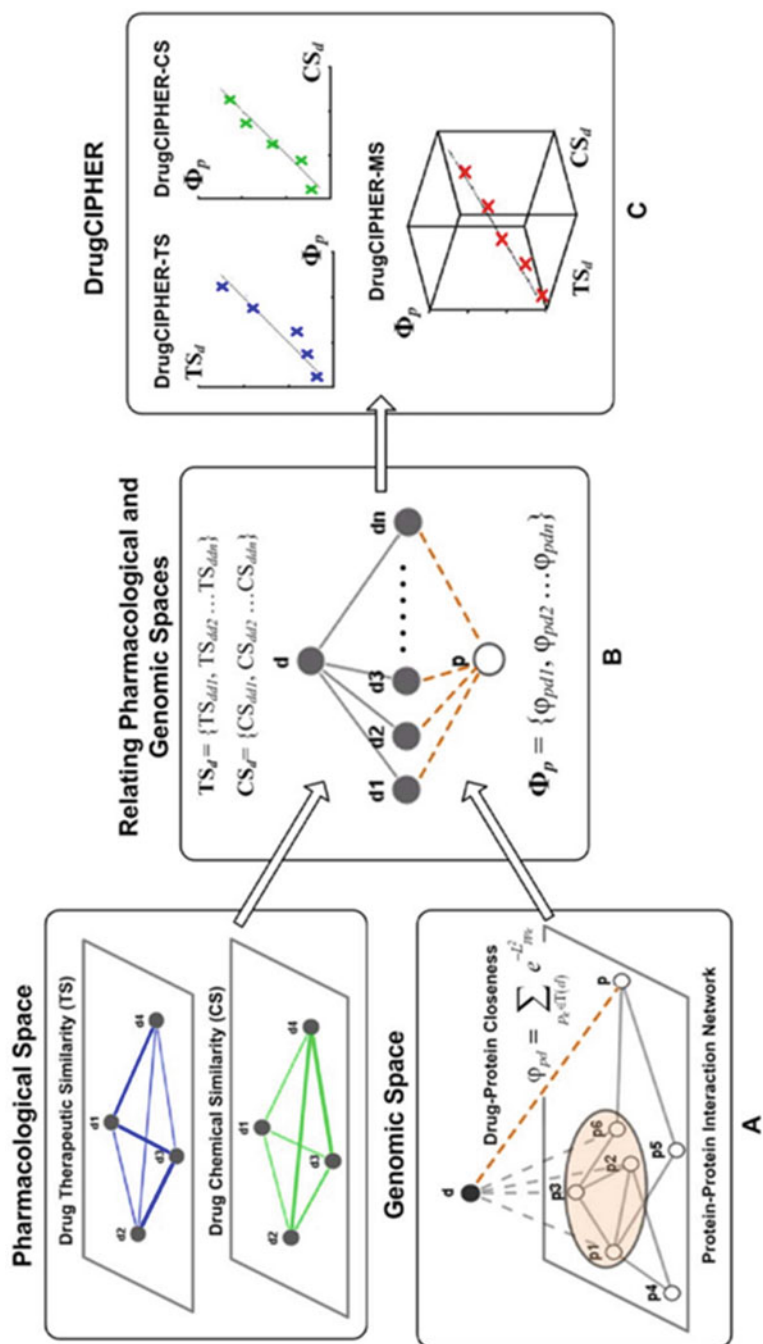 Pharmacological Space
Drug Therapeutic Similarity (TS)
d1
d2
d3
d4
Drug Chemical Similarity (CS)
d1
d2
d3
d4
Genomic Space
Drug-Protein Closeness
d
p3
p6
p1
p2
p4
p5
p
Protein-Protein Interaction Network
A
Relating Pharmacological and
Genomic Spaces
TS_d = {TS_dd1, TS_dd2 …TS_ddn}
CS_d = {CS_dd1, CS_dd2 …CS_ddn}
d
d1
d2
d3
dn
p
Φ_p = {φ_pd1, φ_pd2 …φ_pdn}
B
DrugCIPHER
DrugCIPHER-TS
TS_d
Φ_p
DrugCIPHER-CS
Φ_p
CS_d
DrugCIPHER-MS
Φ_p
TS_d
CS_d
C